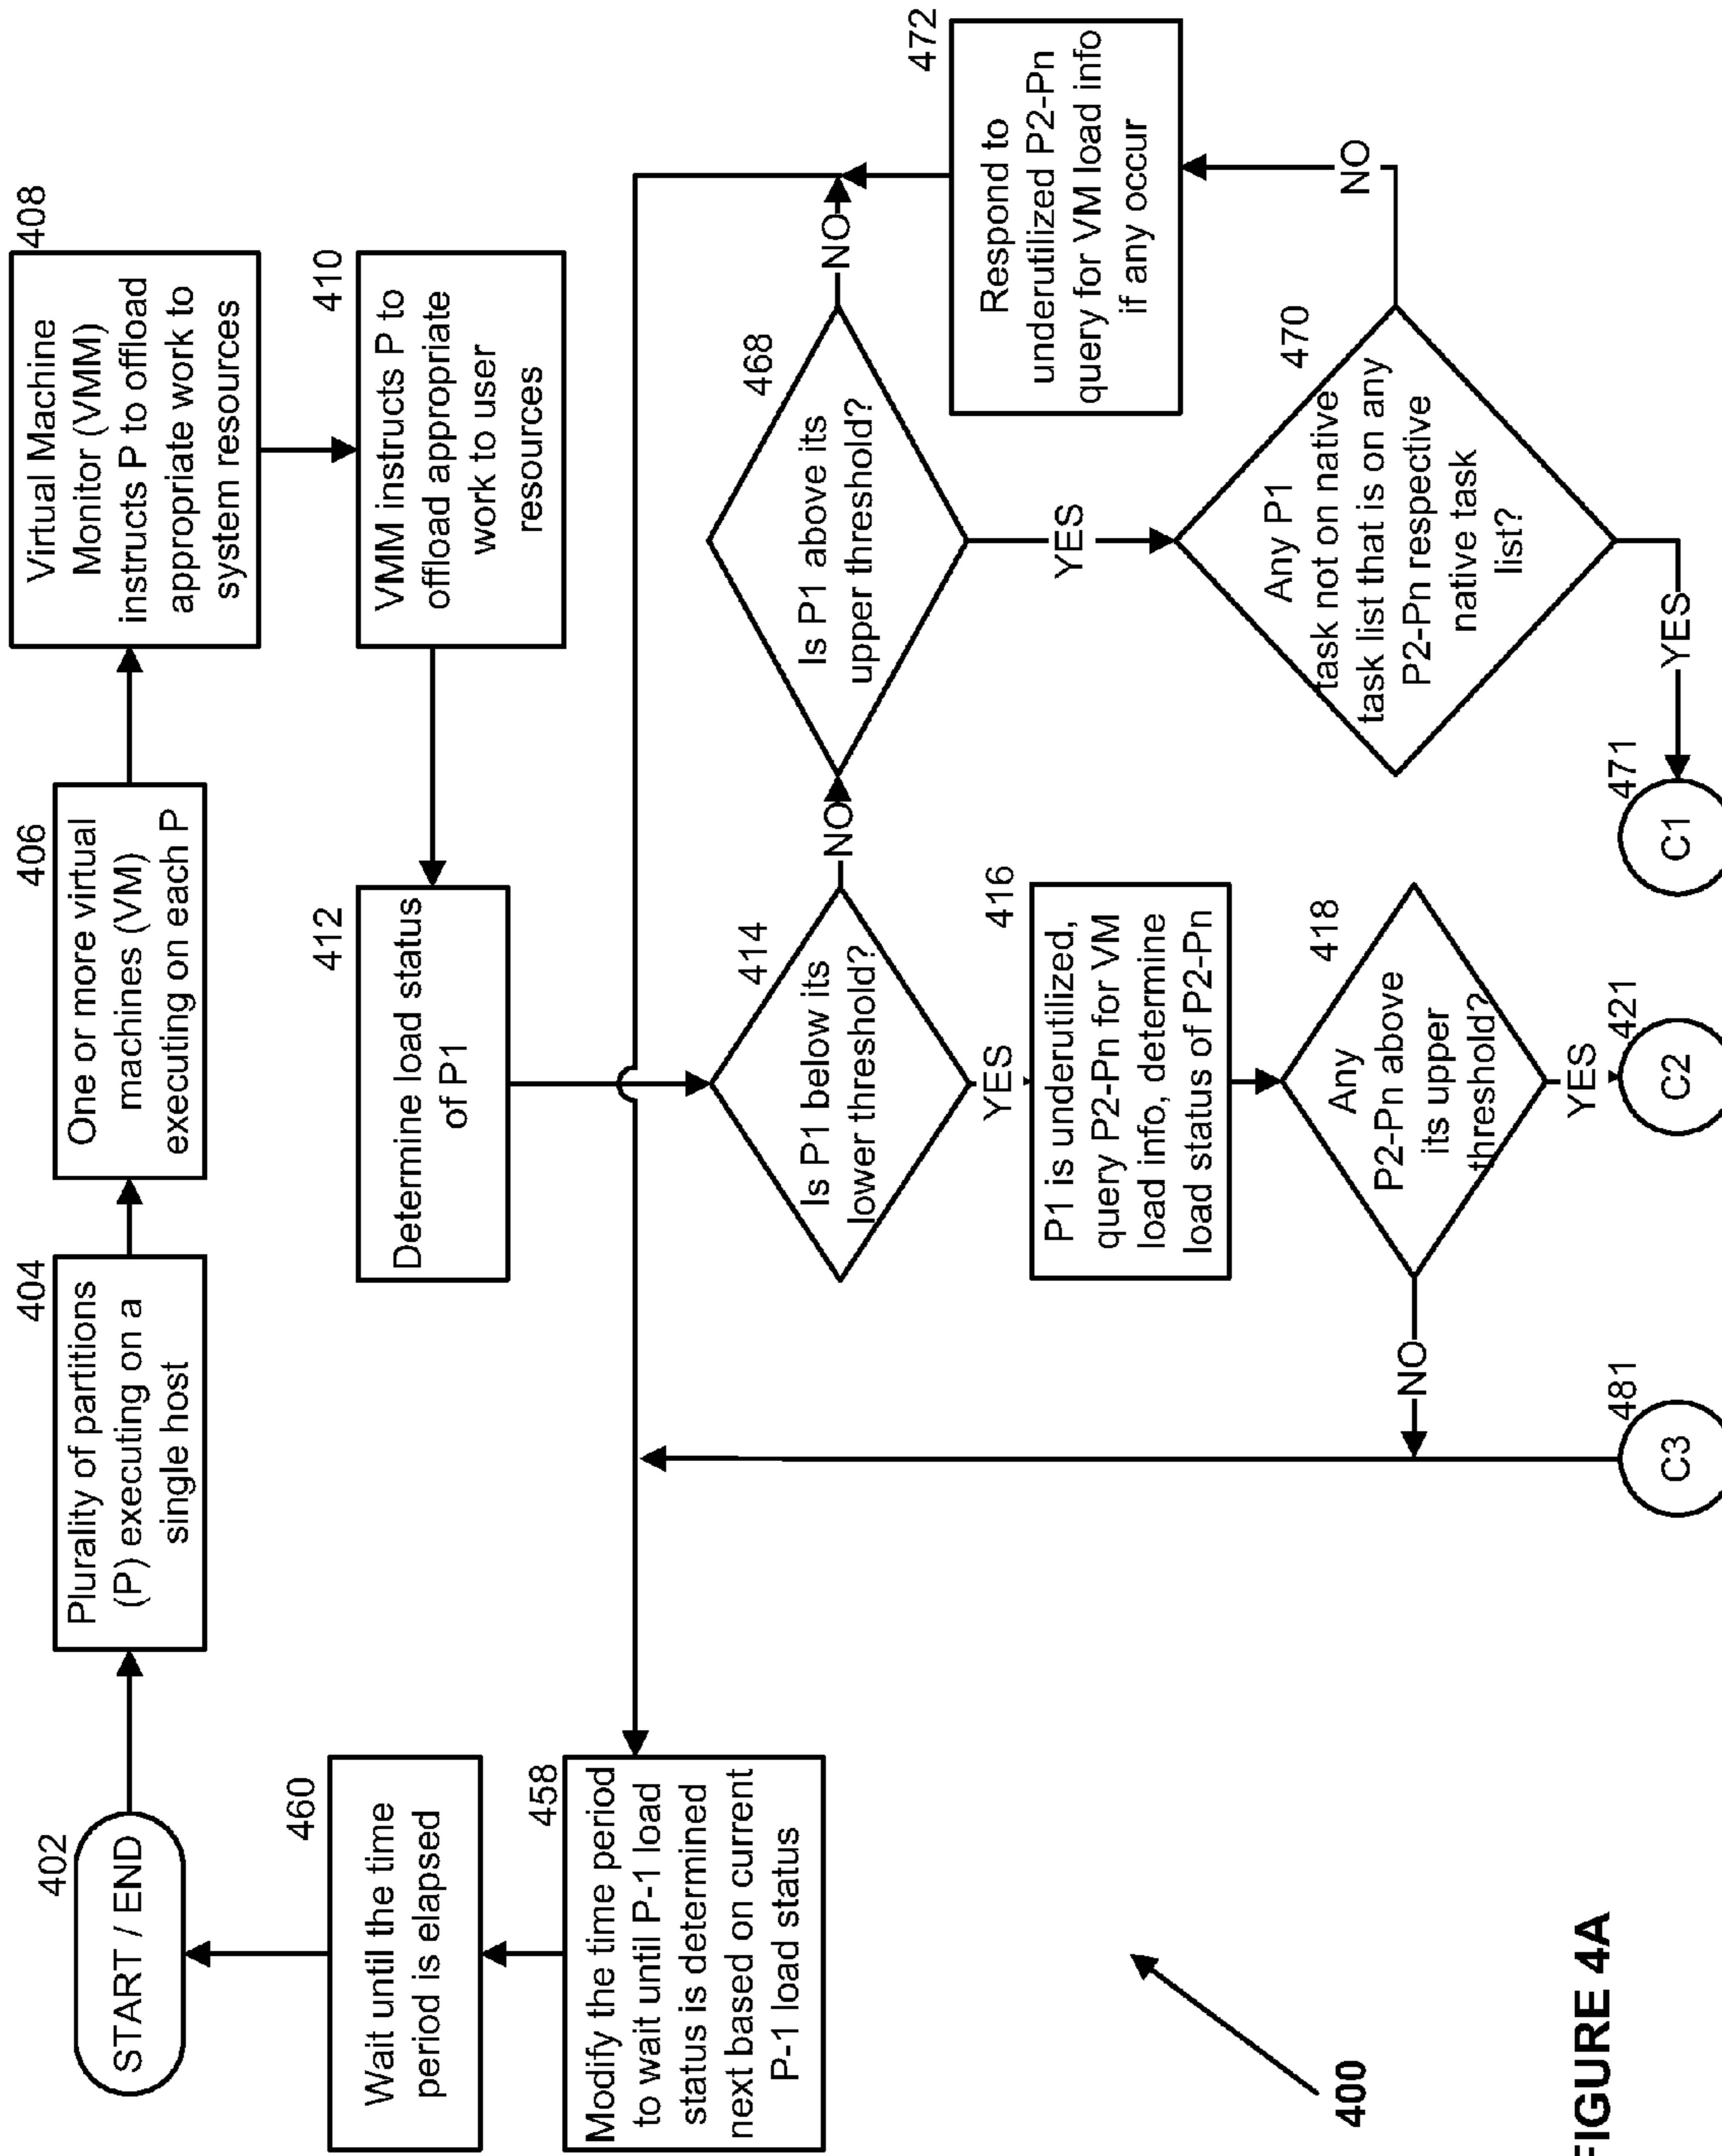 402
START / END
404
Plurality of partitions
(P) executing on a
single host
406
One or more virtual
machines (VM)
executing on each P
408
Virtual Machine
Monitor (VMM)
instructs P to offload
appropriate work to
system resources
410
VMM instructs P to
offload appropriate
work to user
resources
412
Determine load status
of P1
460
Wait until the time
period is elapsed
458
Modify the time period
to wait until P-1 load
status is determined
next based on current
P-1 load status
414
Is P1 below its
lower threshold?
NO
YES
468
Is P1 above its
upper threshold?
NO
YES
416
P1 is underutilized,
query P2-Pn for VM
load info, determine
load status of P2-Pn
472
Respond to
underutilized P2-Pn
query for VM load info
if any occur
418
Any
P2-Pn above
its upper
threshold?
NO
YES
470
Any P1
task not on native
task list that is on any
P2-Pn respective
native task
list?
NO
YES
481
C3
421
C2
471
C1
400
FIGURE 4A